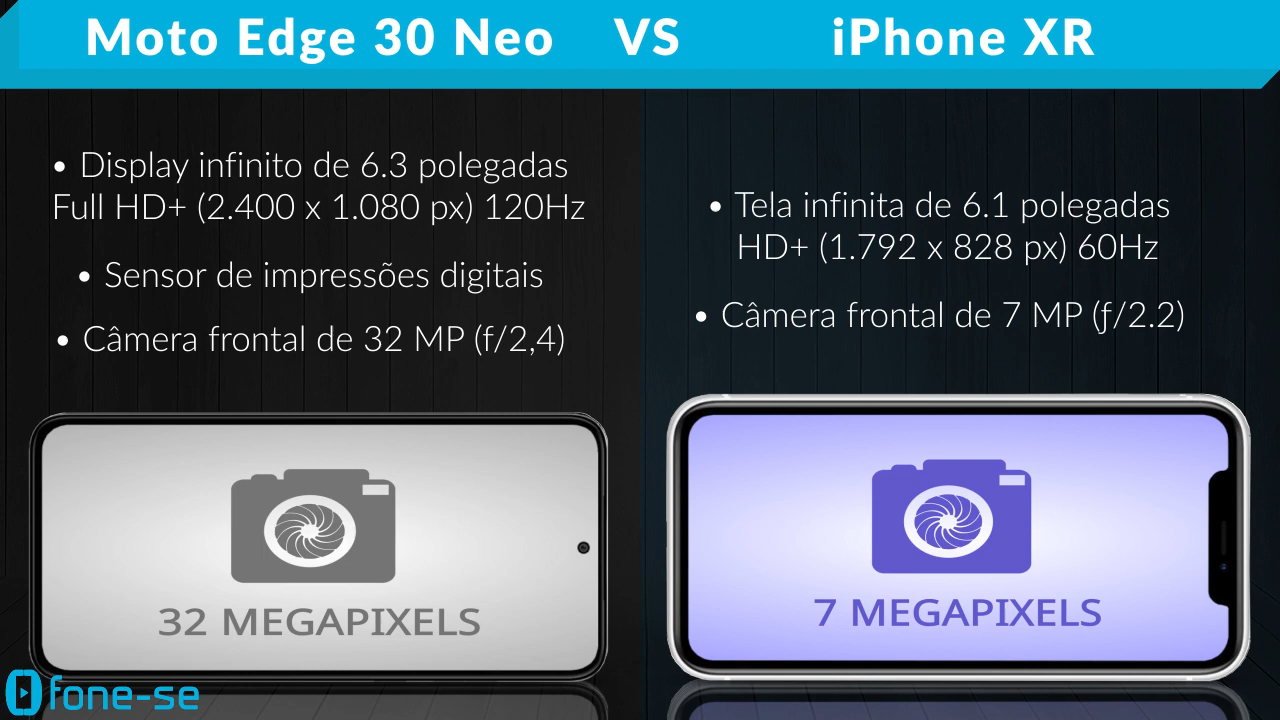 Moto Edge 30 Neo VS iPhone XR
• Display infinito de 6.3 polegadas
Full HD+ (2.400 x 1.080 px) 120Hz
• Sensor de impressões digitais
• Câmera frontal de 32 MP (f/2,4)
• Tela infinita de 6.1 polegadas
HD+ (1.792 x 828 px) 60Hz
• Câmera frontal de 7 MP (ƒ/2.2)
32 MEGAPIXELS
7 MEGAPIXELS
fone-se